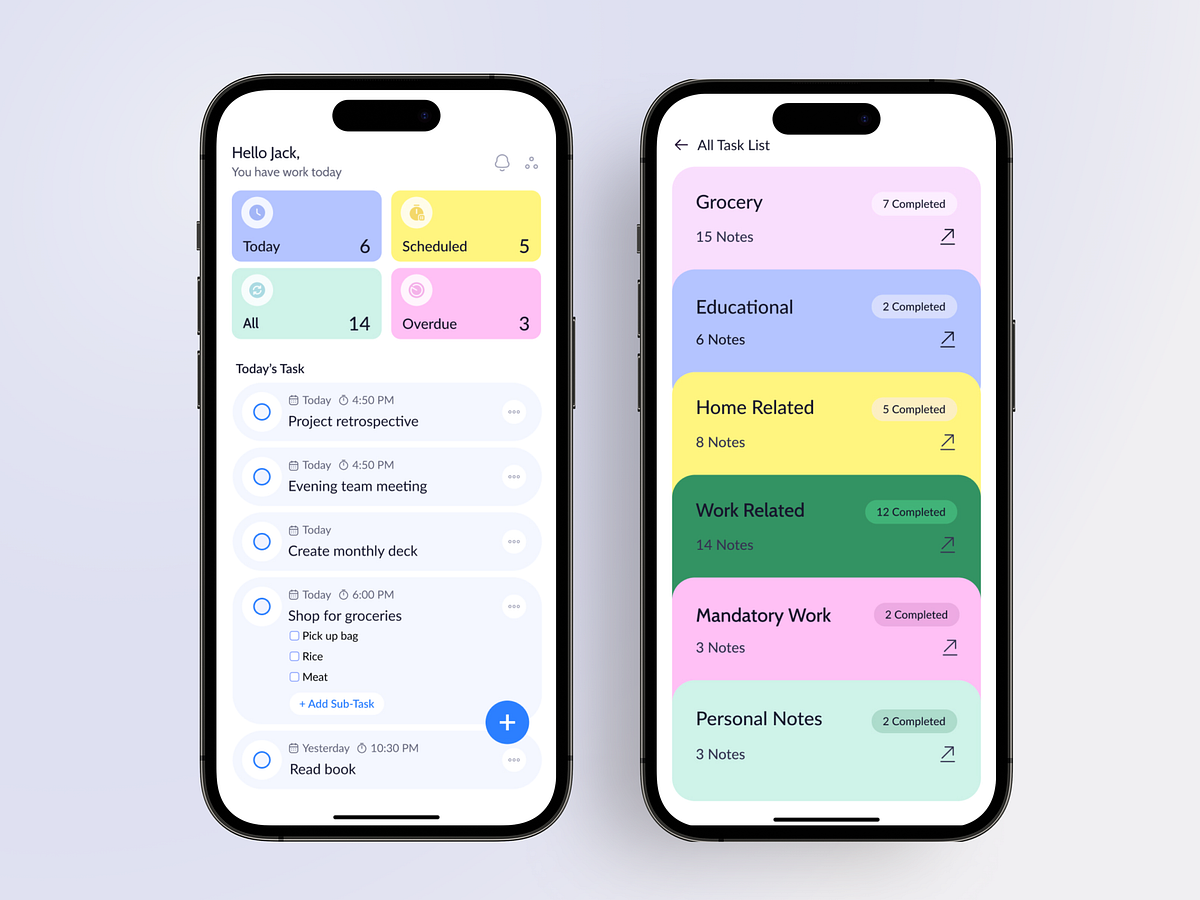 Hello Jack,
You have work today
Today 6
Scheduled 5
All 14
Overdue 3
Today's Task
Today 4:50 PM
Project retrospective
Today 4:50 PM
Evening team meeting
Today
Create monthly deck
Today 6:00 PM
Shop for groceries
Pick up bag
Rice
Meat
+ Add Sub-Task
Yesterday 10:30 PM
Read book
All Task List
Grocery
7 Completed
15 Notes
Educational
2 Completed
6 Notes
Home Related
5 Completed
8 Notes
Work Related
12 Completed
14 Notes
Mandatory Work
2 Completed
3 Notes
Personal Notes
2 Completed
3 Notes